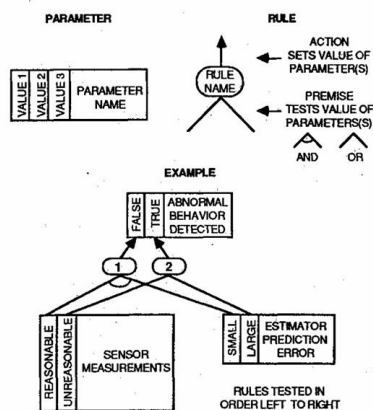 PARAMETER
VALUE 1
VALUE 2
VALUE 3
PARAMETER
NAME
RULE
RULE
NAME
ACTION
SETS VALUE OF
PARAMETER(S)
PREMISE
TESTS VALUE OF
PARAMETERS(S)
AND
OR
EXAMPLE
FALSE
TRUE
ABNORMAL
BEHAVIOR
DETECTED
1
2
REASONABLE
UNREASONABLE
SENSOR
MEASUREMENTS
SMALL
LARGE
ESTIMATOR
PREDICTION
ERROR
RULES TESTED IN
ORDER LEFT TO RIGHT